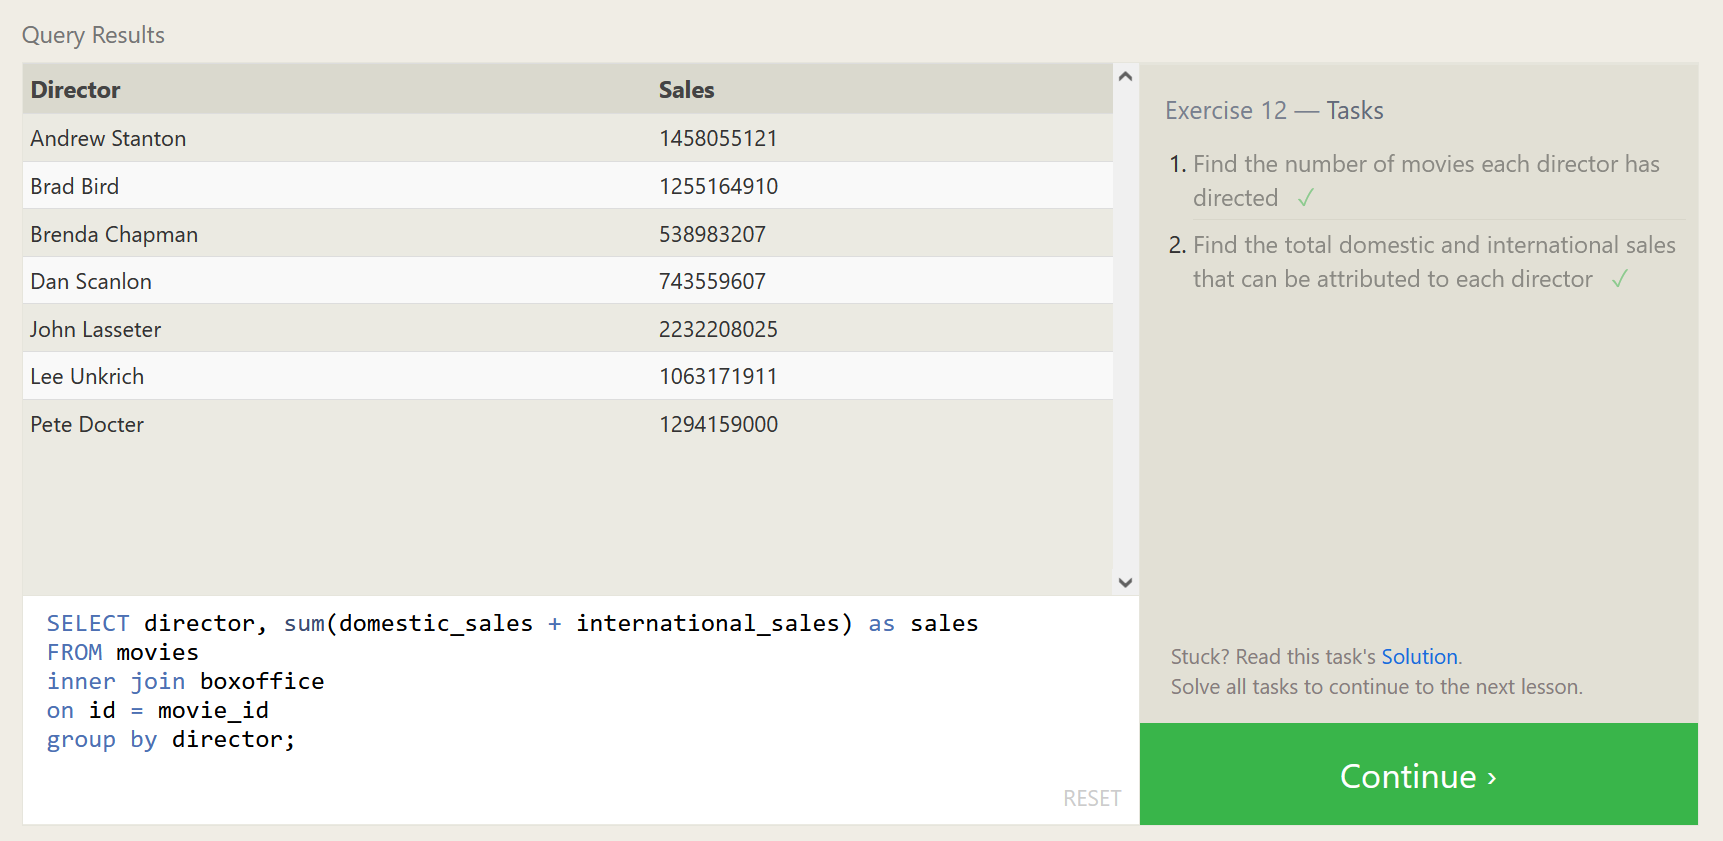 Query Results
Director Sales
Andrew Stanton 1458055121
Brad Bird 1255164910
Brenda Chapman 538983207
Dan Scanlon 743559607
John Lasseter 2232208025
Lee Unkrich 1063171911
Pete Docter 1294159000
SELECT director, sum(domestic_sales + international_sales) as sales
FROM movies
inner join boxoffice
on id = movie_id
group by director;
RESET
Exercise 12 — Tasks
1. Find the number of movies each director has
directed ✓
2. Find the total domestic and international sales
that can be attributed to each director ✓
Stuck? Read this task's Solution.
Solve all tasks to continue to the next lesson.
Continue ›